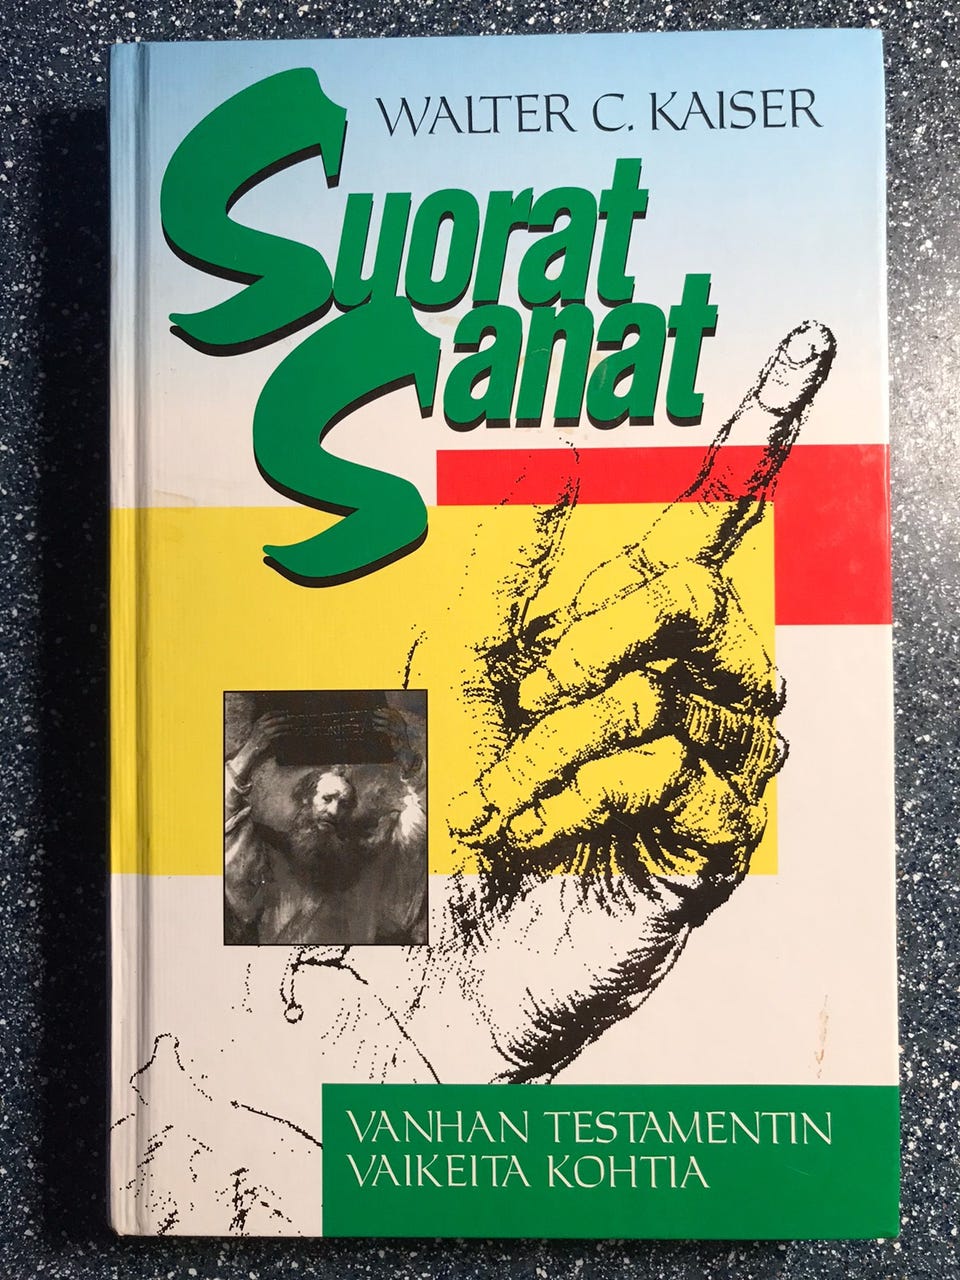 WALTER C. KAISER
Suorat
Sanat
VANHAN TESTAMENTIN
VAIKEITA KOHTIA